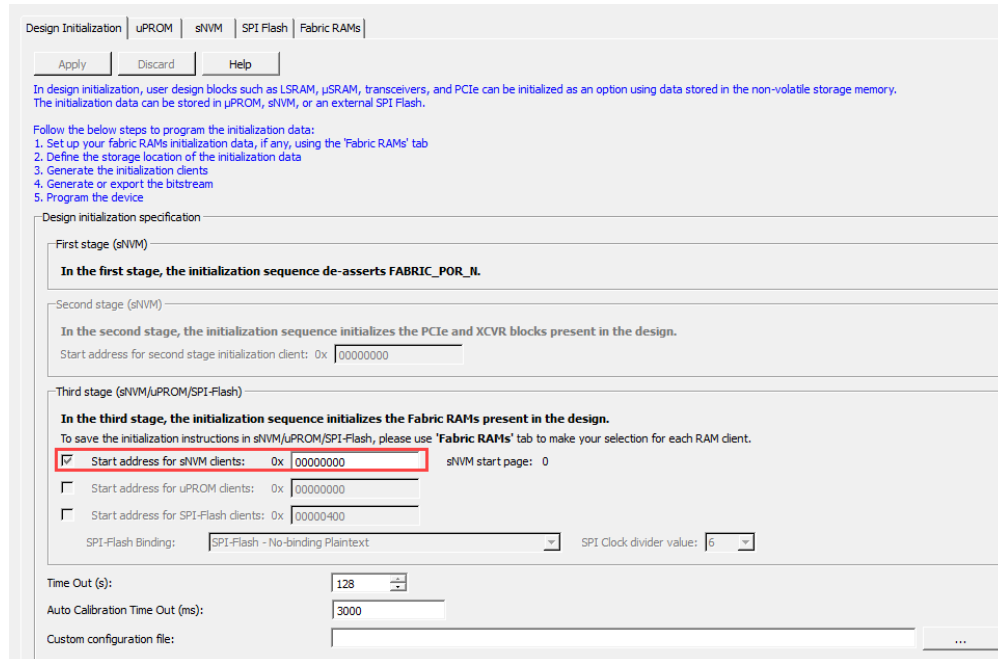 Design Initialization uPROM sNVM SPI Flash Fabric RAMs
Apply Discard Help
In design initialization, user design blocks such as LSRAM, µSRAM, transceivers, and PCIe can be initialized as an option using data stored in the non-volatile storage memory.
The initialization data can be stored in µPROM, sNVM, or an external SPI Flash.
Follow the below steps to program the initialization data:
1. Set up your fabric RAMs initialization data, if any, using the 'Fabric RAMs' tab
2. Define the storage location of the initialization data
3. Generate the initialization clients
4. Generate or export the bitstream
5. Program the device
Design initialization specification
First stage (sNVM)
In the first stage, the initialization sequence de-asserts FABRIC_POR_N.
Second stage (sNVM)
In the second stage, the initialization sequence initializes the PCIe and XCVR blocks present in the design.
Start address for second stage initialization client: 0x 00000000
Third stage (sNVM/uPROM/SPI-Flash)
In the third stage, the initialization sequence initializes the Fabric RAMs present in the design.
To save the initialization instructions in sNVM/uPROM/SPI-Flash, please use 'Fabric RAMs' tab to make your selection for each RAM client.
Start address for sNVM clients: 0x 00000000 sNVM start page: 0
Start address for uPROM clients: 0x 00000000
Start address for SPI-Flash clients: 0x 00000400
SPI-Flash Binding: SPI-Flash - No-binding Plaintext SPI Clock divider value: 6
Time Out (s): 128
Auto Calibration Time Out (ms): 3000
Custom configuration file: ...